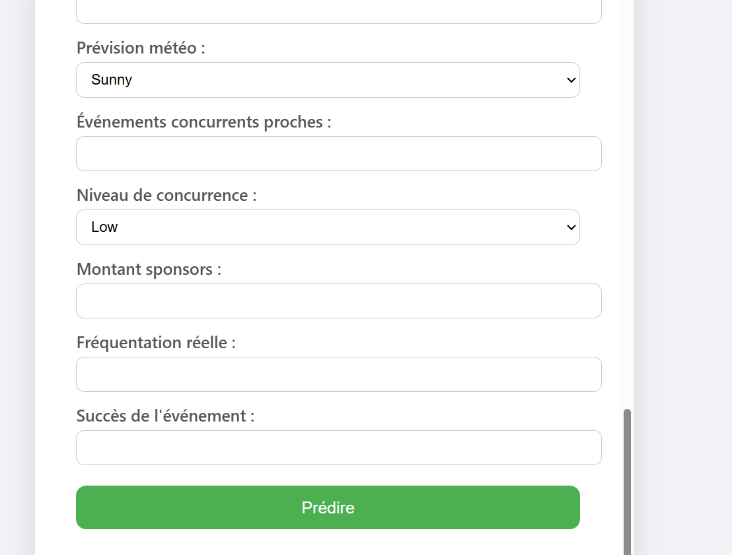 Prévision météo :
Sunny
Événements concurrents proches :
Niveau de concurrence :
Low
Montant sponsors :
Fréquentation réelle :
Succès de l'événement :
Prédire